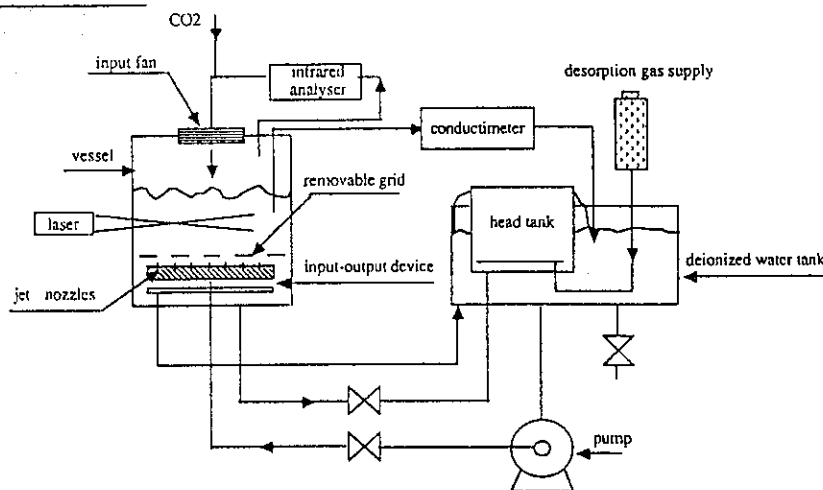 CO2
input fan
infrared
analyser
desorption gas supply
conductimeter
vessel
removable grid
laser
head tank
input-output device
deionized water tank
jet nozzles
pump